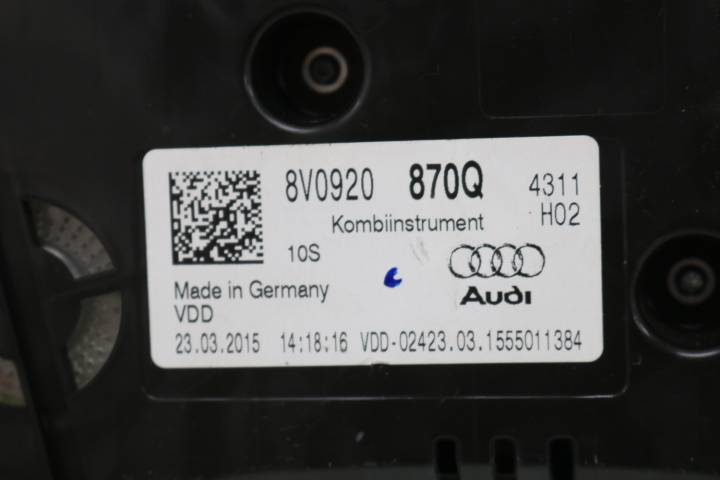 8V0920 870Q 4311
Kombiinstrument H02
10S
Audi
Made in Germany
VDD
23.03.2015 14:18:16 VDD-02423.03.1555011384